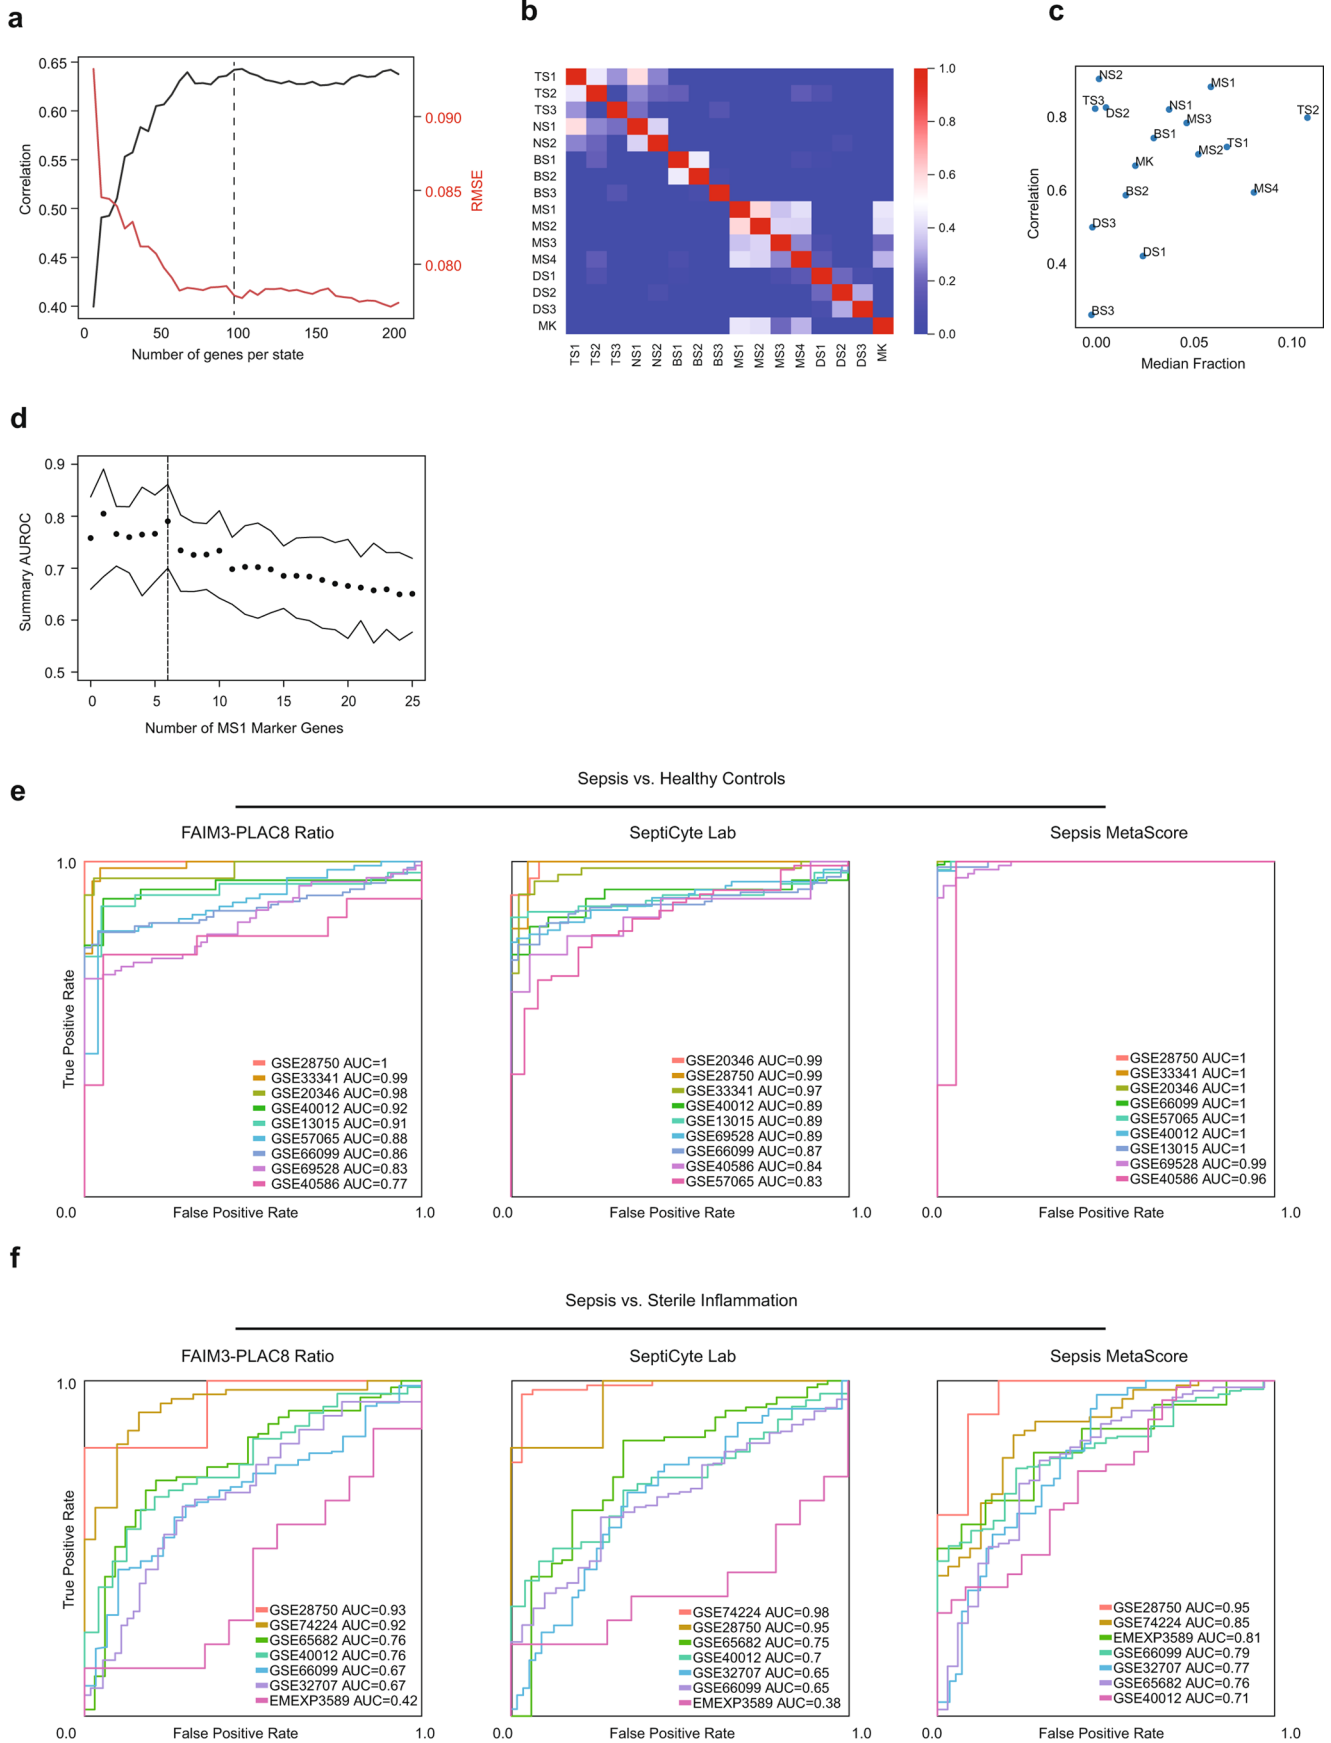 a
0.65
0.60
0.55
0.50
0.45
0.40
Correlation
0.090
0.085
0.080
RMSE
0 50 100 150 200
Number of genes per state
b
TS1
TS2
TS3
NS1
NS2
BS1
BS2
BS3
MS1
MS2
MS3
MS4
DS1
DS2
DS3
MK
TS1 TS2 TS3 NS1 NS2 BS1 BS2 BS3 MS1 MS2 MS3 MS4 DS1 DS2 DS3 MK
1.0
0.8
0.6
0.4
0.2
0.0
c
Correlation
0.8
0.6
0.4
NS2
MS1
TS3
DS2
NS1
TS2
MS3
BS1
TS1
MS2
MK
MS4
BS2
DS3
DS1
BS3
0.00 0.05 0.10
Median Fraction
d
Summary AUROC
0.9
0.8
0.7
0.6
0.5
0 5 10 15 20 25
Number of MS1 Marker Genes
e
Sepsis vs. Healthy Controls
FAIM3-PLAC8 Ratio
1.0
True Positive Rate
GSE28750 AUC=1
GSE33341 AUC=0.99
GSE20346 AUC=0.98
GSE40012 AUC=0.92
GSE13015 AUC=0.91
GSE57065 AUC=0.88
GSE66099 AUC=0.86
GSE69528 AUC=0.83
GSE40586 AUC=0.77
0.0 False Positive Rate 1.0
SeptiCyte Lab
GSE20346 AUC=0.99
GSE28750 AUC=0.99
GSE33341 AUC=0.97
GSE40012 AUC=0.89
GSE13015 AUC=0.89
GSE69528 AUC=0.89
GSE66099 AUC=0.87
GSE40586 AUC=0.84
GSE57065 AUC=0.83
0.0 False Positive Rate 1.0
Sepsis MetaScore
GSE28750 AUC=1
GSE33341 AUC=1
GSE20346 AUC=1
GSE66099 AUC=1
GSE57065 AUC=1
GSE40012 AUC=1
GSE13015 AUC=1
GSE69528 AUC=0.99
GSE40586 AUC=0.96
0.0 False Positive Rate 1.0
f
Sepsis vs. Sterile Inflammation
FAIM3-PLAC8 Ratio
1.0
True Positive Rate
GSE28750 AUC=0.93
GSE74224 AUC=0.92
GSE65682 AUC=0.76
GSE40012 AUC=0.76
GSE66099 AUC=0.67
GSE32707 AUC=0.67
EMEXP3589 AUC=0.42
0.0 False Positive Rate 1.0
SeptiCyte Lab
GSE74224 AUC=0.98
GSE28750 AUC=0.95
GSE65682 AUC=0.75
GSE40012 AUC=0.7
GSE32707 AUC=0.65
GSE66099 AUC=0.65
EMEXP3589 AUC=0.38
0.0 False Positive Rate 1.0
Sepsis MetaScore
GSE28750 AUC=0.95
GSE74224 AUC=0.85
EMEXP3589 AUC=0.81
GSE66099 AUC=0.79
GSE32707 AUC=0.77
GSE65682 AUC=0.76
GSE40012 AUC=0.71
0.0 False Positive Rate 1.0